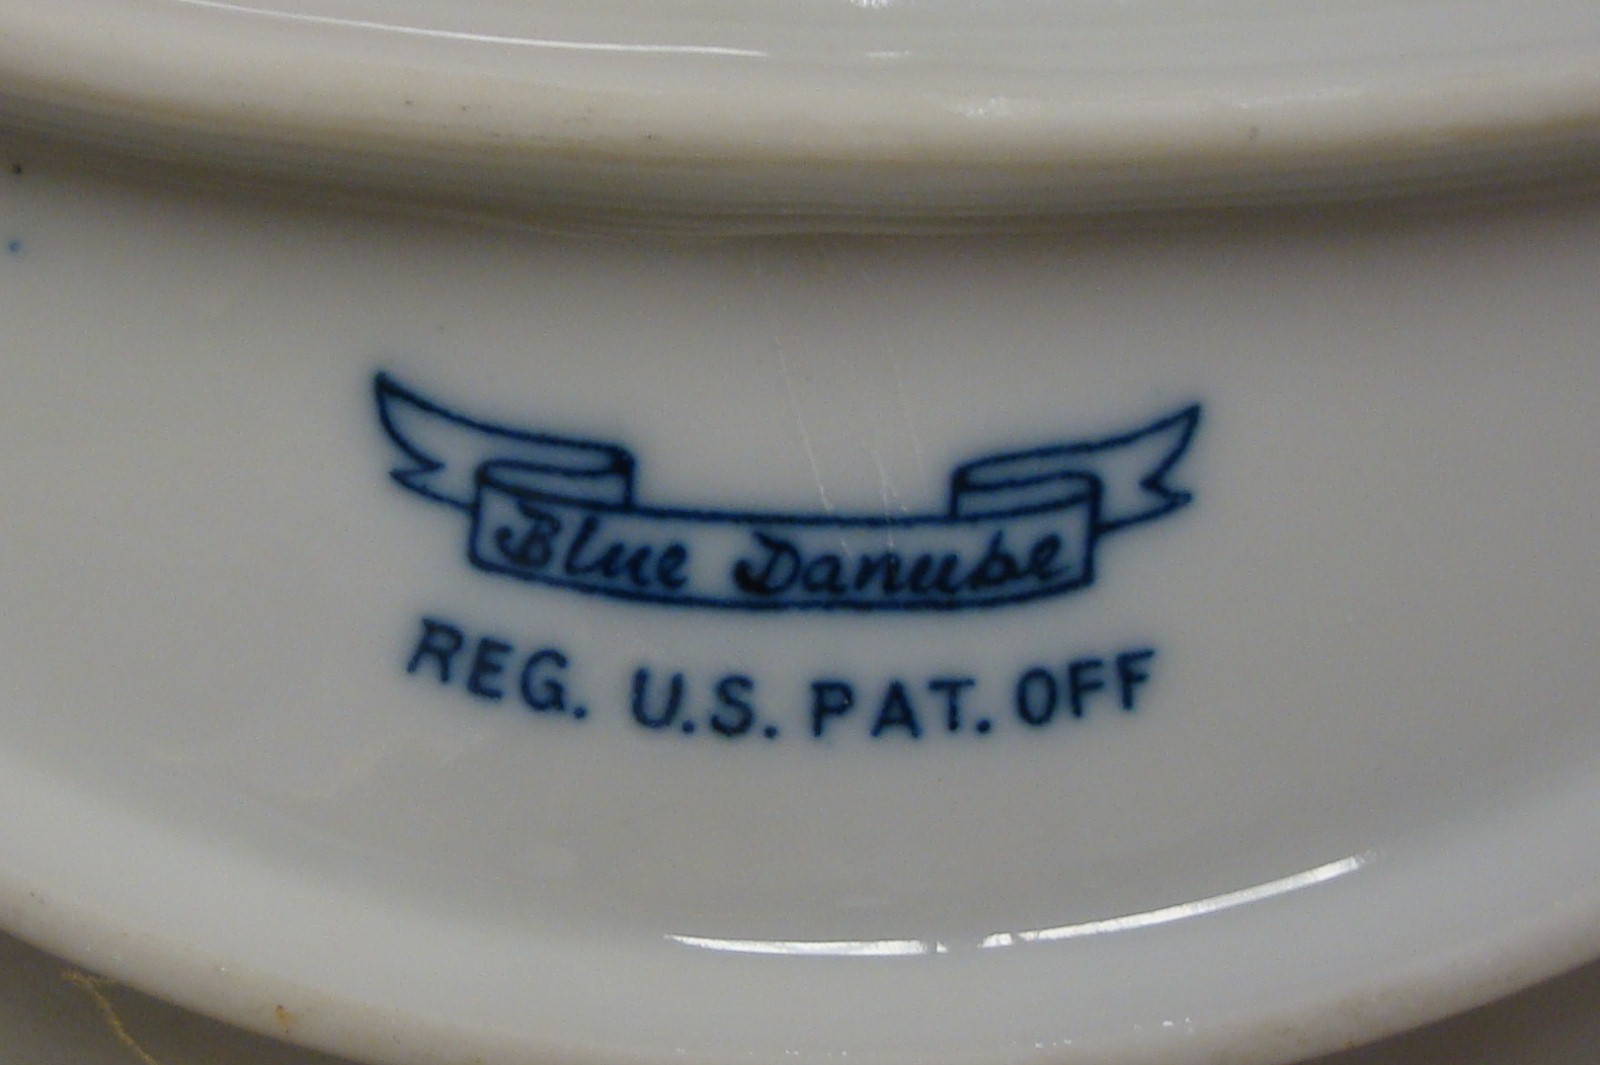 Blue Danube
REG. U.S. PAT. OFF